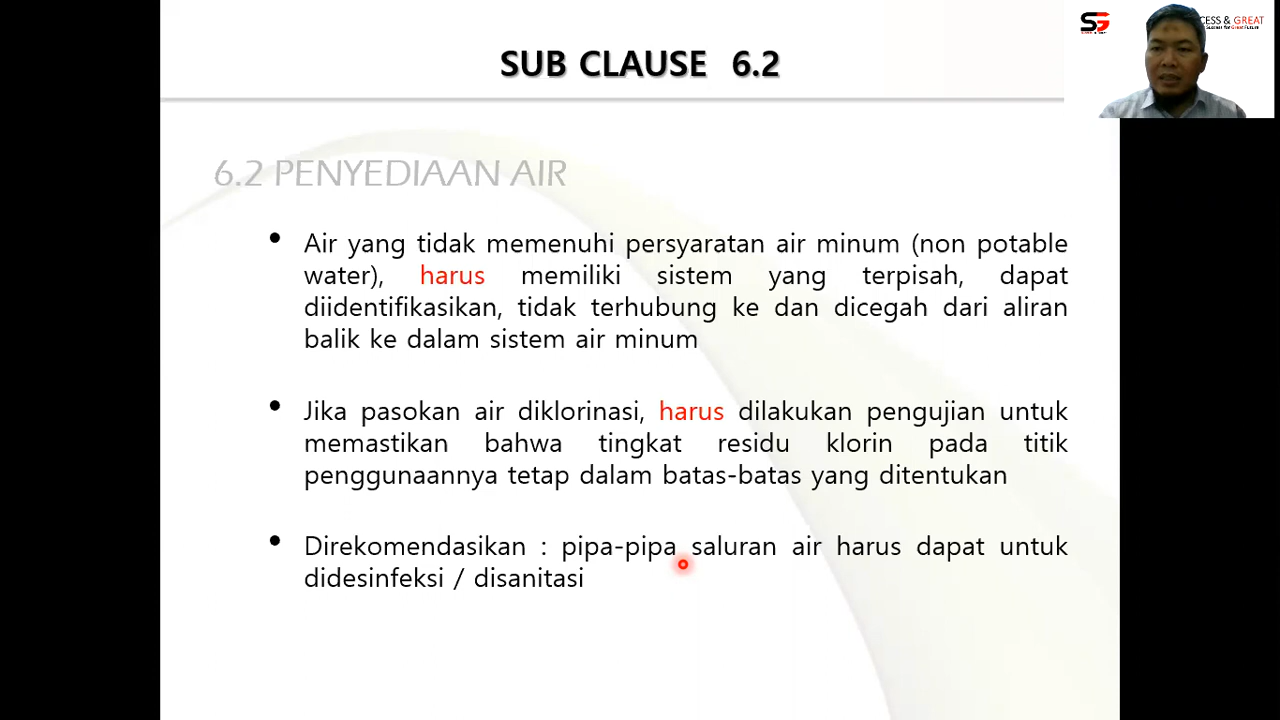 SUB CLAUSE 6.2
SG
CESS & GREAT
6.2 PENYEDIAAN AIR
• Air yang tidak memenuhi persyaratan air minum (non potable
water), harus memiliki sistem yang terpisah, dapat
diidentifikasikan, tidak terhubung ke dan dicegah dari aliran
balik ke dalam sistem air minum
• Jika pasokan air diklorinasi, harus dilakukan pengujian untuk
memastikan bahwa tingkat residu klorin pada titik
penggunaannya tetap dalam batas-batas yang ditentukan
• Direkomendasikan : pipa-pipa saluran air harus dapat untuk
didesinfeksi / disanitasi